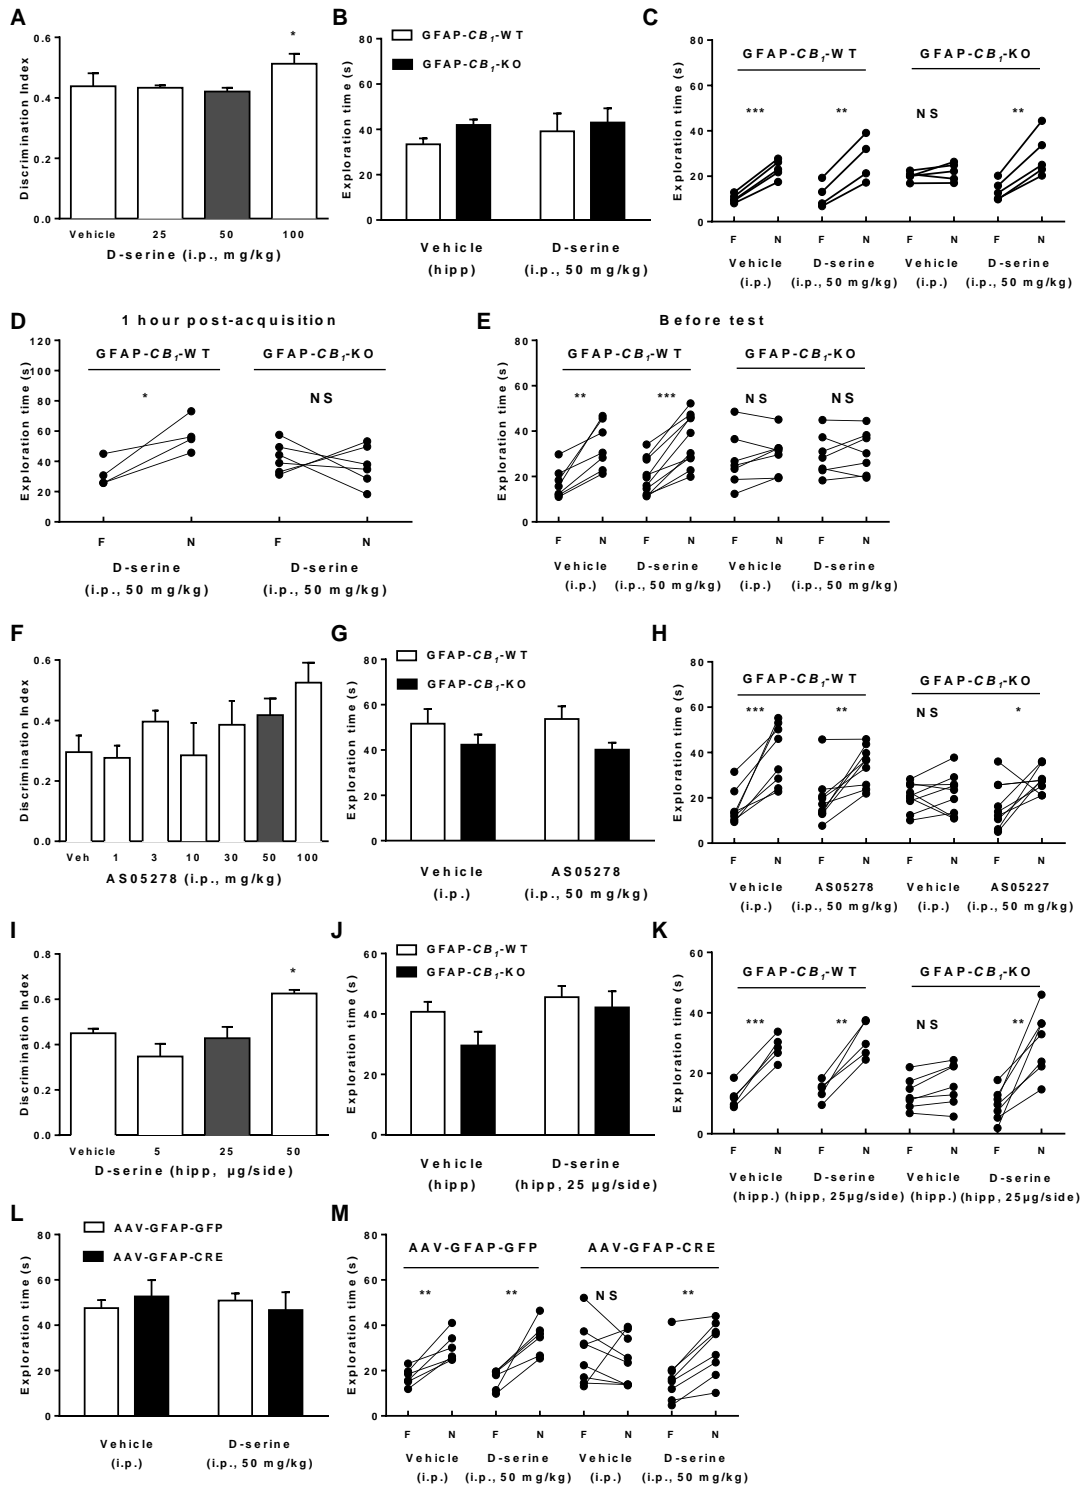 A
0.6
0.4
0.2
0.0
Discrimination Index
*
Vehicle 25 50 100
D-serine (i.p., mg/kg)
B
80
60
40
20
0
Exploration time (s)
GFAP-CB1-WT
GFAP-CB1-KO
Vehicle D-serine
(hipp) (i.p., 50 mg/kg)
C
80
60
40
20
0
Exploration time (s)
GFAP-CB1-WT GFAP-CB1-KO
*** ** NS **
F N F N F N F N
Vehicle D-serine Vehicle D-serine
(i.p.) (i.p., 50 mg/kg) (i.p.) (i.p., 50 mg/kg)
D
1 hour post-acquisition
120
100
80
60
40
20
0
Exploration time (s)
GFAP-CB1-WT GFAP-CB1-KO
* NS
F N F N
D-serine D-serine
(i.p., 50 mg/kg) (i.p., 50 mg/kg)
E
Before test
80
60
40
20
0
Exploration time (s)
GFAP-CB1-WT GFAP-CB1-KO
** *** NS NS
F N F N F N F N
Vehicle D-serine Vehicle D-serine
(i.p.) (i.p., 50 mg/kg) (i.p.) (i.p., 50 mg/kg)
F
0.6
0.4
0.2
0.0
Discrimination Index
Veh 1 3 10 30 50 100
AS05278 (i.p., mg/kg)
G
80
60
40
20
0
Exploration time (s)
GFAP-CB1-WT
GFAP-CB1-KO
Vehicle AS05278
(i.p.) (i.p., 50 mg/kg)
H
80
60
40
20
0
Exploration time (s)
GFAP-CB1-WT GFAP-CB1-KO
*** ** NS *
F N F N F N F N
Vehicle AS05278 Vehicle AS05227
(i.p.) (i.p., 50 mg/kg) (i.p.) (i.p., 50 mg/kg)
I
0.8
0.6
0.4
0.2
0.0
Discrimination Index
*
Vehicle 5 25 50
D-serine (hipp, µg/side)
J
60
40
20
0
Exploration time (s)
GFAP-CB1-WT
GFAP-CB1-KO
Vehicle D-serine
(hipp) (hipp, 25 µg/side)
K
60
40
20
0
Exploration time (s)
GFAP-CB1-WT GFAP-CB1-KO
*** ** NS **
F N F N F N F N
Vehicle D-serine Vehicle D-serine
(hipp.) (hipp, 25µg/side) (hipp.) (hipp, 25µg/side)
L
80
60
40
20
0
Exploration time (s)
AAV-GFAP-GFP
AAV-GFAP-CRE
Vehicle D-serine
(i.p.) (i.p., 50 mg/kg)
M
80
60
40
20
0
Exploration time (s)
AAV-GFAP-GFP AAV-GFAP-CRE
** ** NS **
F N F N F N F N
Vehicle D-serine Vehicle D-serine
(i.p.) (i.p., 50 mg/kg) (i.p.) (i.p., 50 mg/kg)